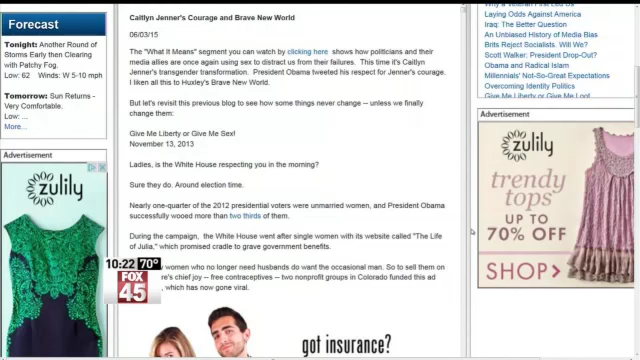 Forecast
Tonight: Another Round of
Storms Early then Clearing
with Patchy Fog.
Low: 62 Winds: W 5-10 mph
Tomorrow: Sun Returns -
Very Comfortable.
Low: ...
More...
Advertisement
zulily
10:22 70°
FOX
45
Caitlyn Jenner's Courage and Brave New World
06/03/15
The "What it Means" segment you can watch by clicking here shows how politicians and their
media allies are once again using sex to distract us from their failures. This time it's Caitlyn
Jenner's transgender transformation. President Obama tweeted his respect for Jenner's courage.
I liken all this to Huxley's Brave New World.
But let's revisit this previous blog to see how some things never change -- unless we finally
change them:
Give Me Liberty or Give Me Sex!
November 13, 2013
Ladies, is the White House respecting you in the morning?
Sure they do. Around election time.
Nearly one-quarter of the 2012 presidential voters were unmarried women, and President Obama
successfully wooed more than two thirds of them.
During the campaign, the White House went after single women with its website called "The Life
of Julia," which promised cradle to grave government benefits.
women who no longer need husbands do want the occasional man. So to sell them on
chief joy -- free contraceptives -- two nonprofit groups in Colorado funded this ad
, which has now gone viral.
got insurance?
Why a Veteran First Led Us
Laying Odds Against America
Iraq: The Better Question
An Unbiased History of Bias
Brits Reject Socialists. Will We?
Scott Walker: President Drop-Out?
Obama and Radical Islam
Millennials' Not-So-Great Expectations
Overcoming Identity Politics
Give Me Liberty or Give Me Loot!
Advertisement
zulily
trendy
tops
UP TO
70% OFF
SHOP>